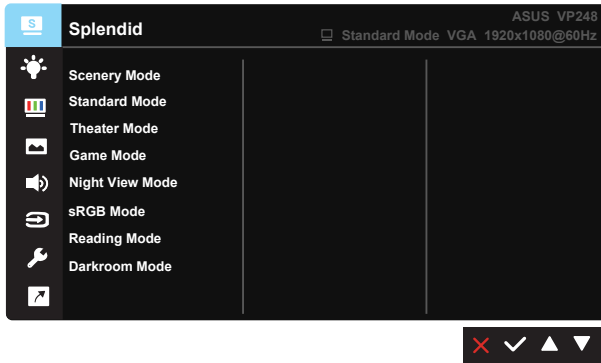 S
Splendid
ASUS VP248
Standard Mode VGA 1920x1080@60Hz
Scenery Mode
Standard Mode
Theater Mode
Game Mode
Night View Mode
sRGB Mode
Reading Mode
Darkroom Mode